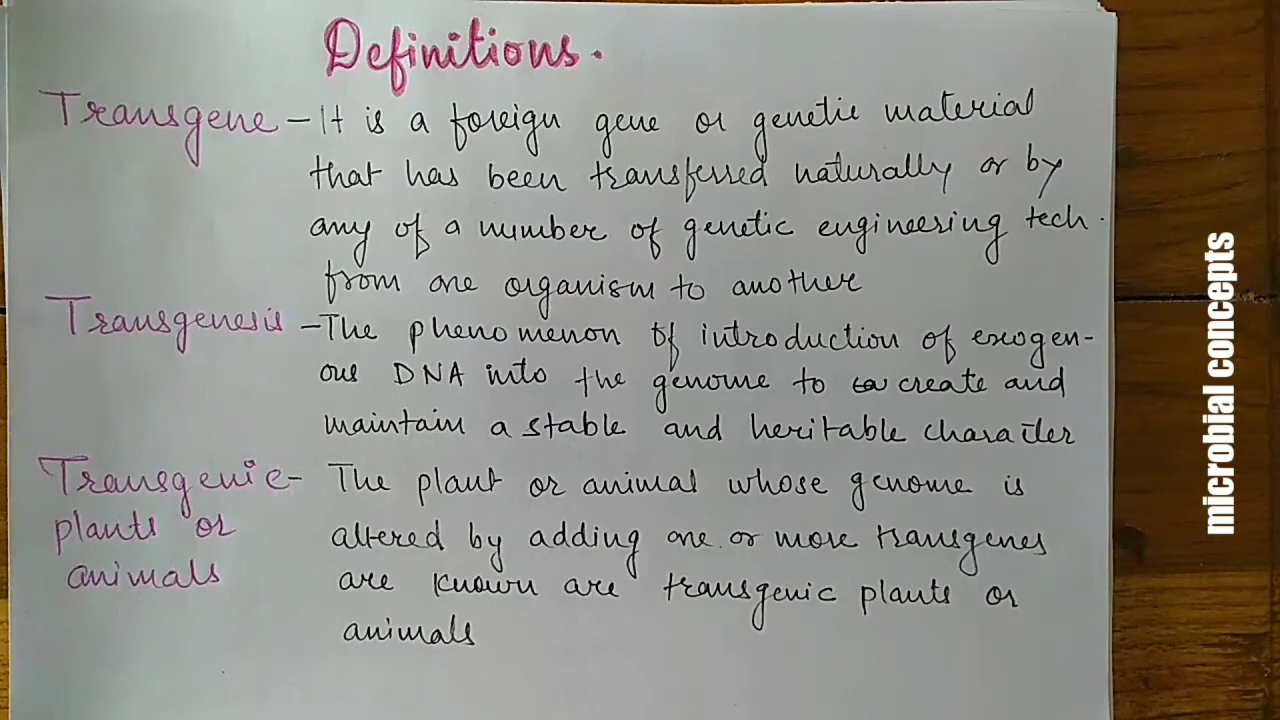 Definitions.
Transgene - It is a foreign gene or genetic material
that has been transferred naturally or by
any of a number of genetic engineering tech.
from one organism to another
Transgenesis - The phenomenon of introduction of exogen-
ous DNA into the genome to create and
maintain a stable and heritable character
Transgenic - The plant or animal whose genome is
plants or altered by adding one or more transgenes
animals are known are transgenic plants or
animals
microbial concepts